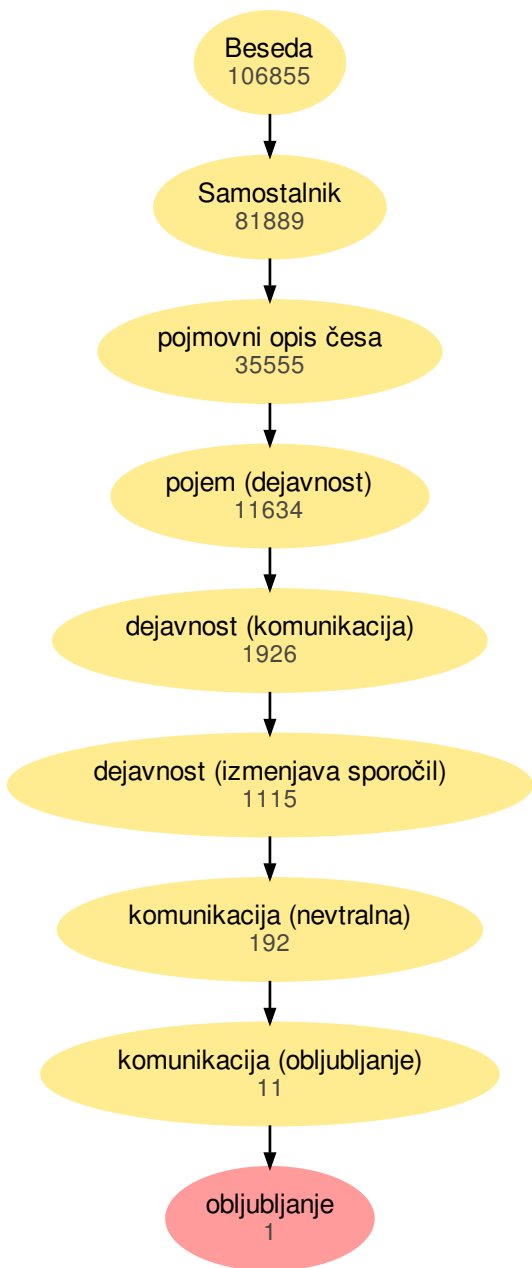 Beseda
106855
Samostalnik
81889
pojmovni opis česa
35555
pojem (dejavnost)
11634
dejavnost (komunikacija)
1926
dejavnost (izmenjava sporočil)
1115
komunikacija (nevtralna)
192
komunikacija (obljubljanje)
11
obljubljanje
1